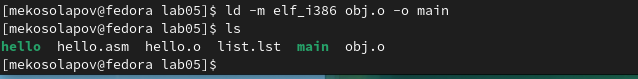 [mekosolapov@fedora lab05]$ ld -m elf_i386 obj.o -o main
[mekosolapov@fedora lab05]$ ls
hello  hello.asm  hello.o  list.lst  main  obj.o
[mekosolapov@fedora lab05]$